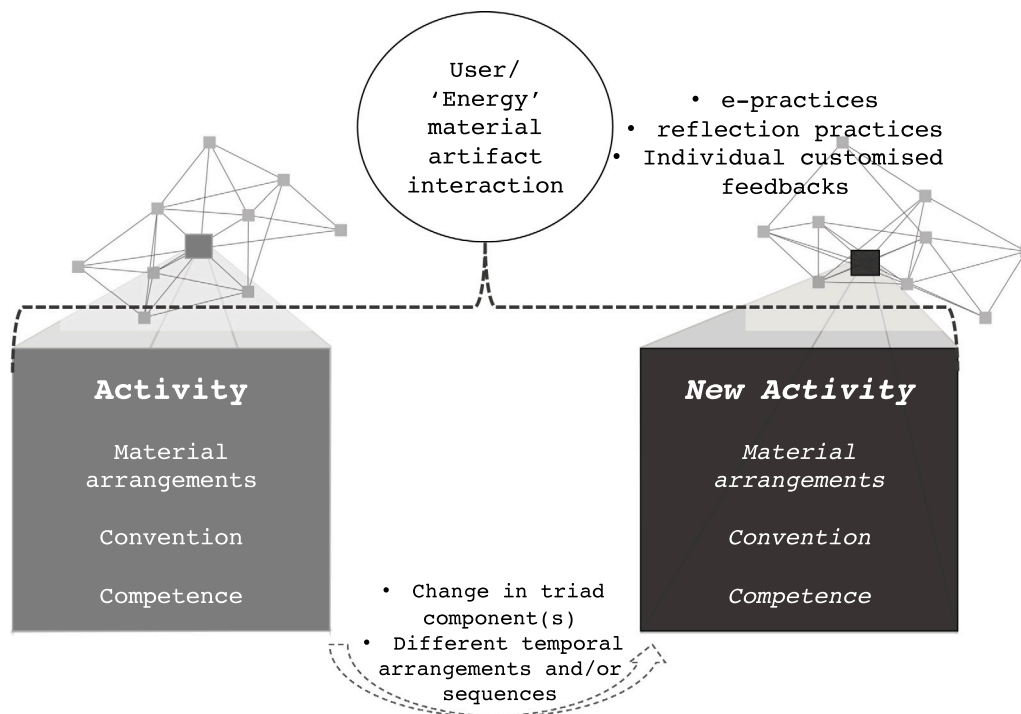 User/
‘Energy’
material
artifact
interaction
• e-practices
• reflection practices
• Individual customised
feedbacks
Activity
Material
arrangements
Convention
Competence
New Activity
Material
arrangements
Convention
Competence
• Change in triad
component(s)
• Different temporal
arrangements and/or
sequences